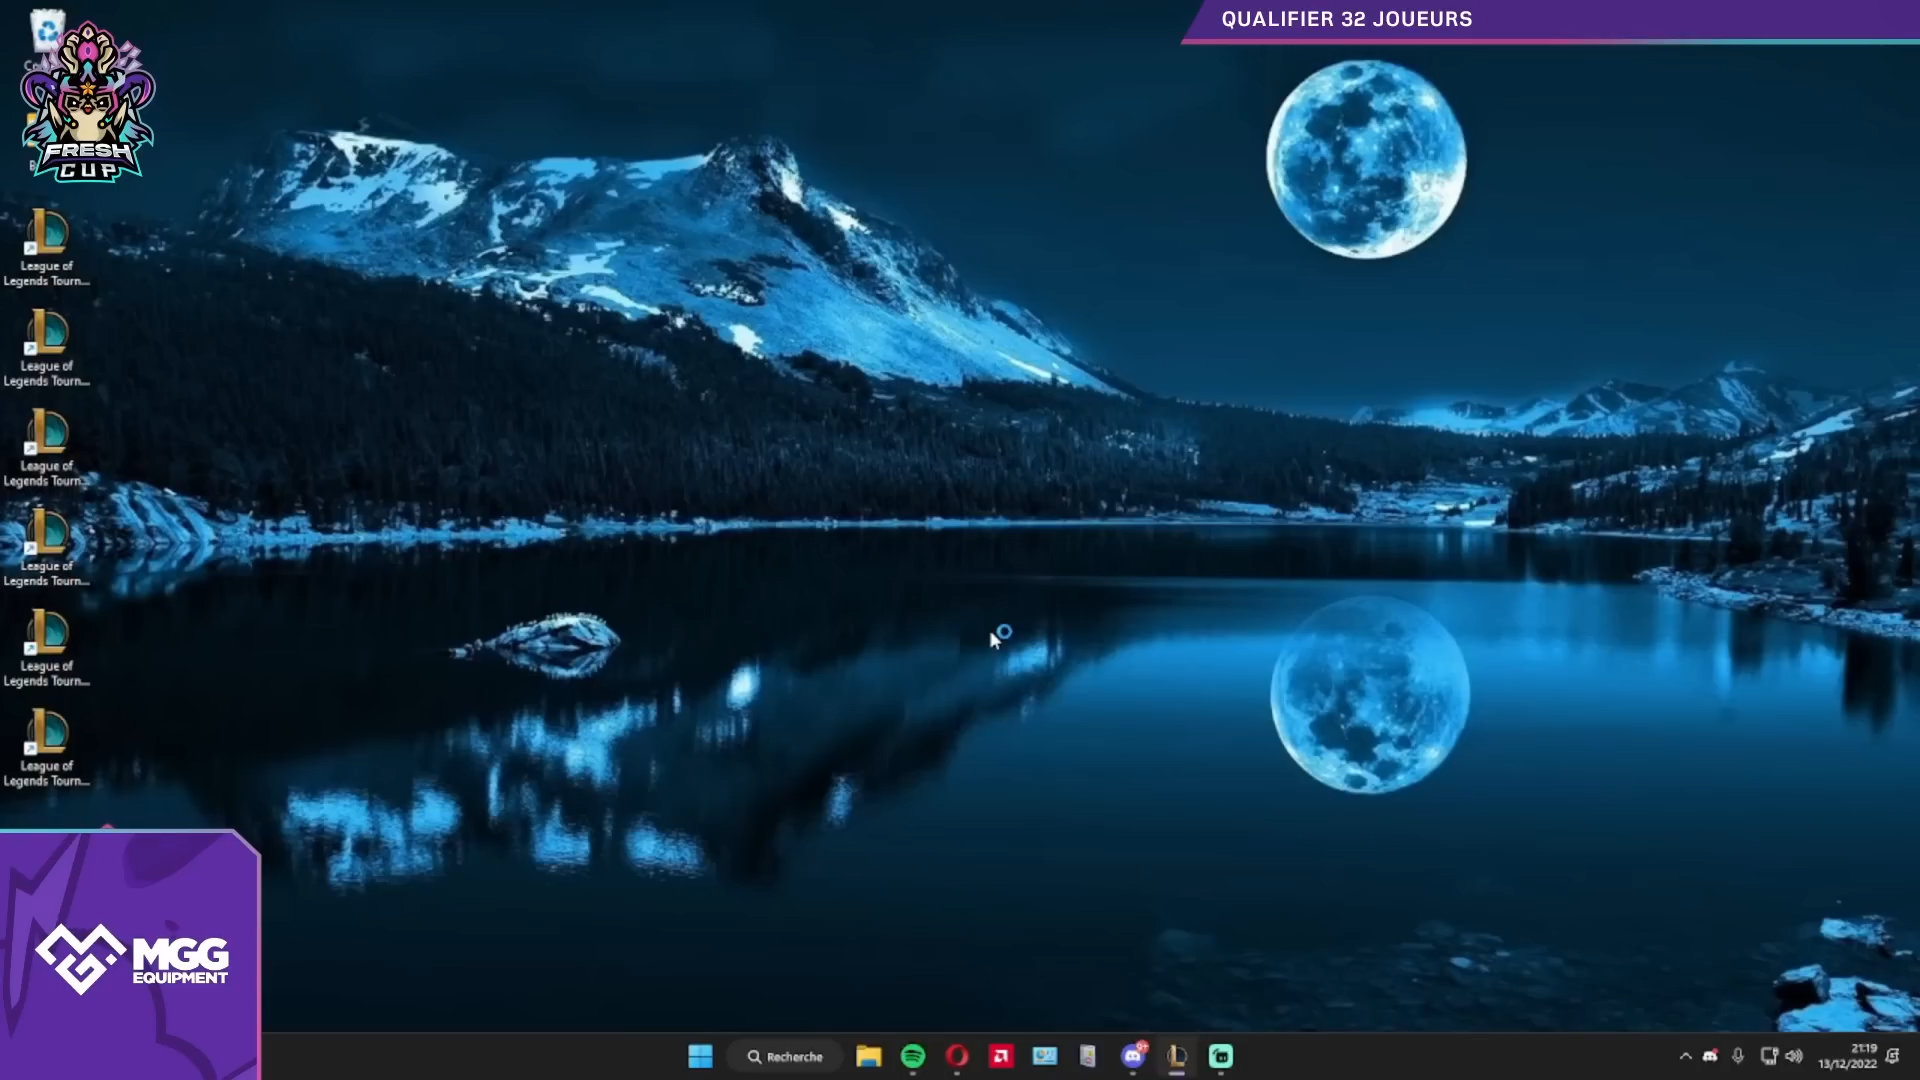 QUALIFIER 32 JOUEURS
FRESH
CUP
League of
Legends Tourn...
League of
Legends Tourn...
League of
Legends Tourn...
League of
Legends Tourn...
League of
Legends Tourn...
League of
Legends Tourn...
MGG
EQUIPMENT
Recherche
9+
21:19
13/12/2022